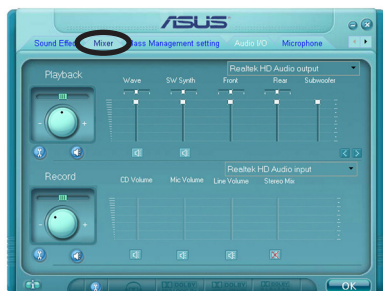 ASUS
Sound Effect Mixer Bass Management setting Audio I/O Microphone
Realtek HD Audio output
Playback
Wave SW Synth Front Rear Subwoofer
Realtek HD Audio input
Record
CD Volume Mic Volume Line Volume Stereo Mix
OK